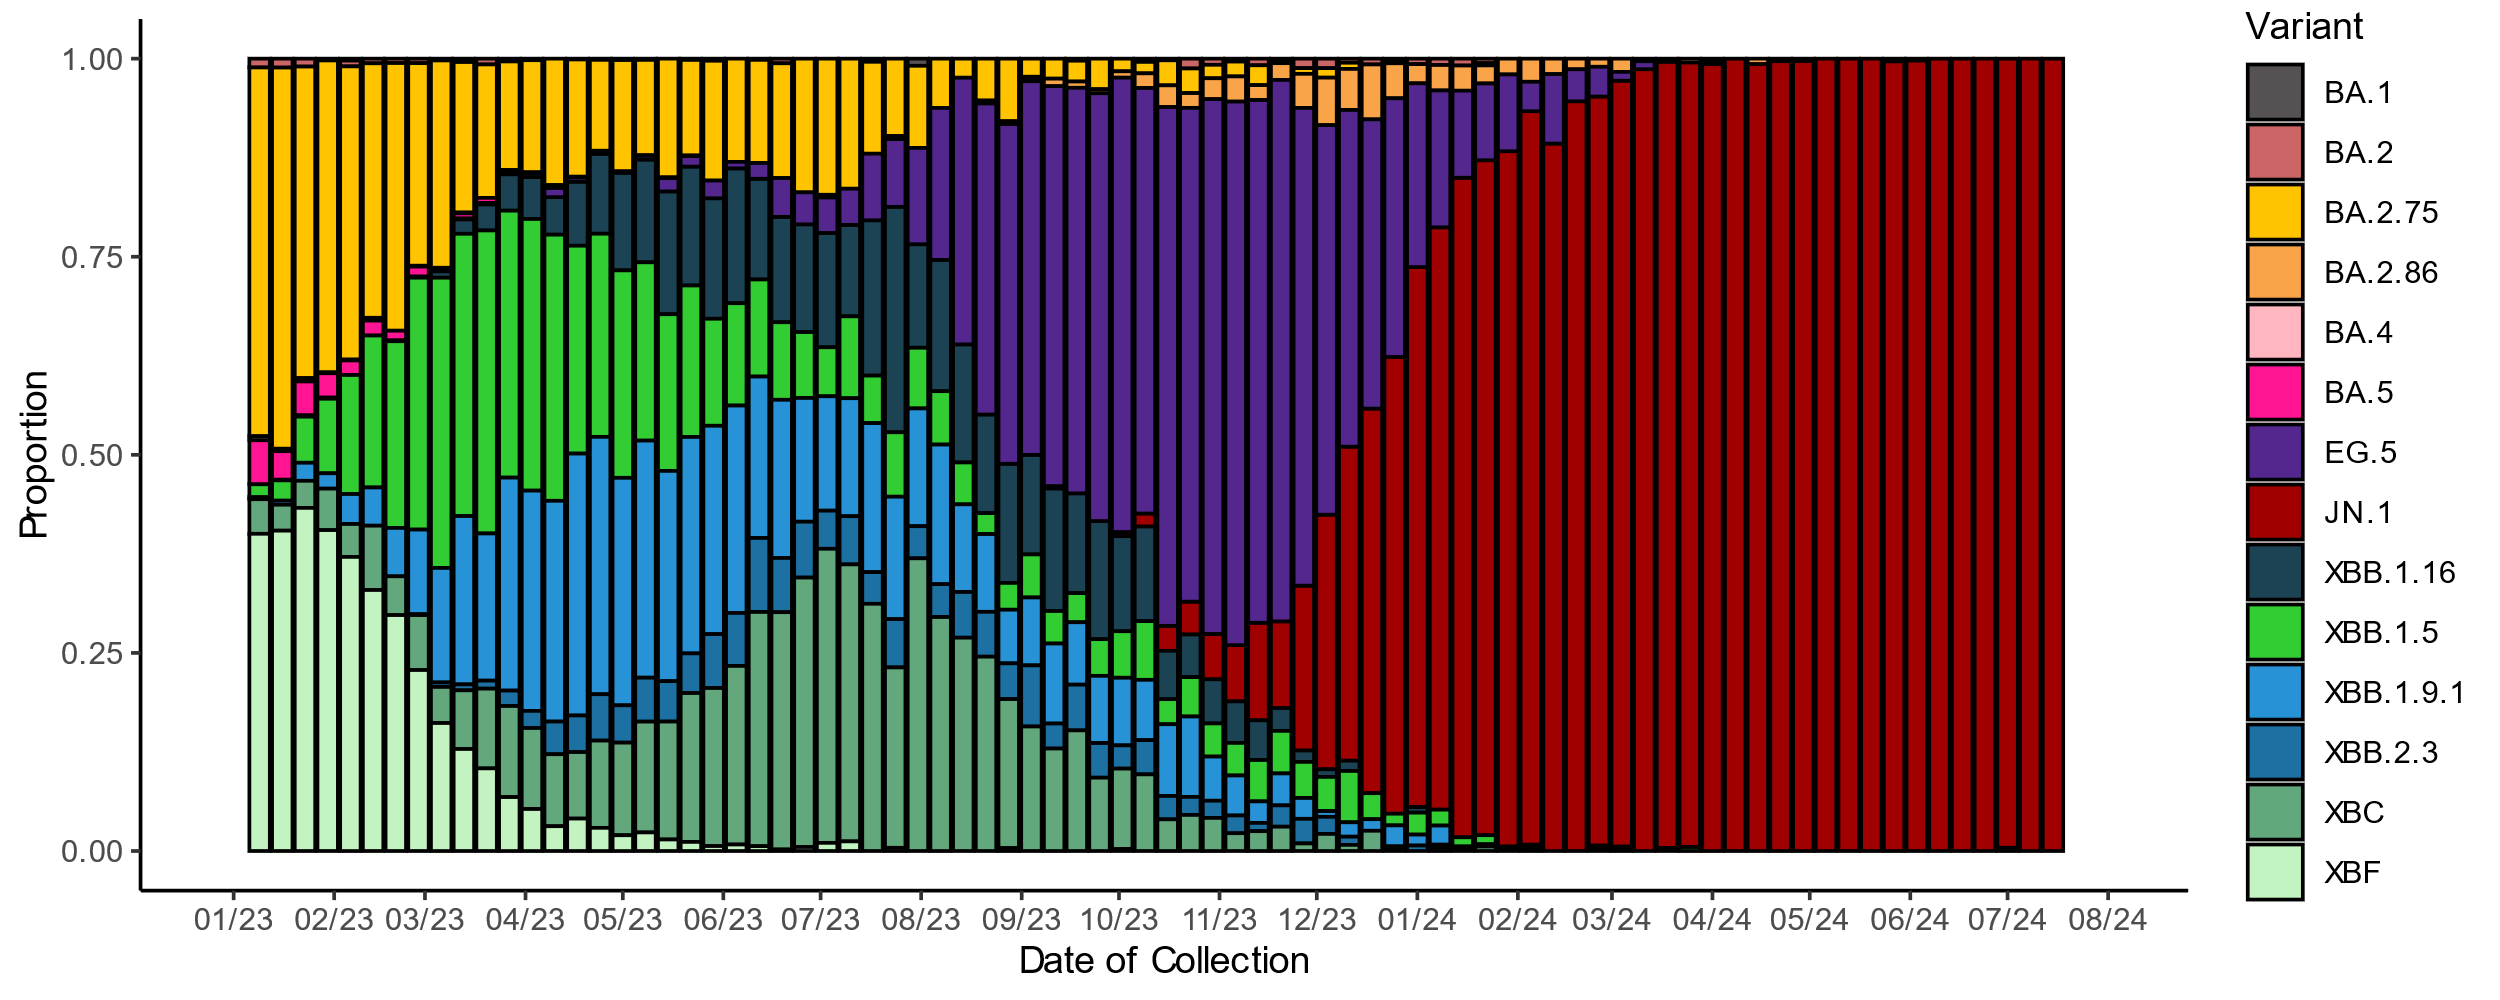 Variant
BA.1
BA.2
BA.2.75
BA.2.86
BA.4
BA.5
EG.5
JN.1
XBB.1.16
XBB.1.5
XBB.1.9.1
XBB.2.3
XBC
XBF
Proportion
1.00
0.75
0.50
0.25
0.00
01/23 02/23 03/23 04/23 05/23 06/23 07/23 08/23 09/23 10/23 11/23 12/23 01/24 02/24 03/24 04/24 05/24 06/24 07/24 08/24
Date of Collection